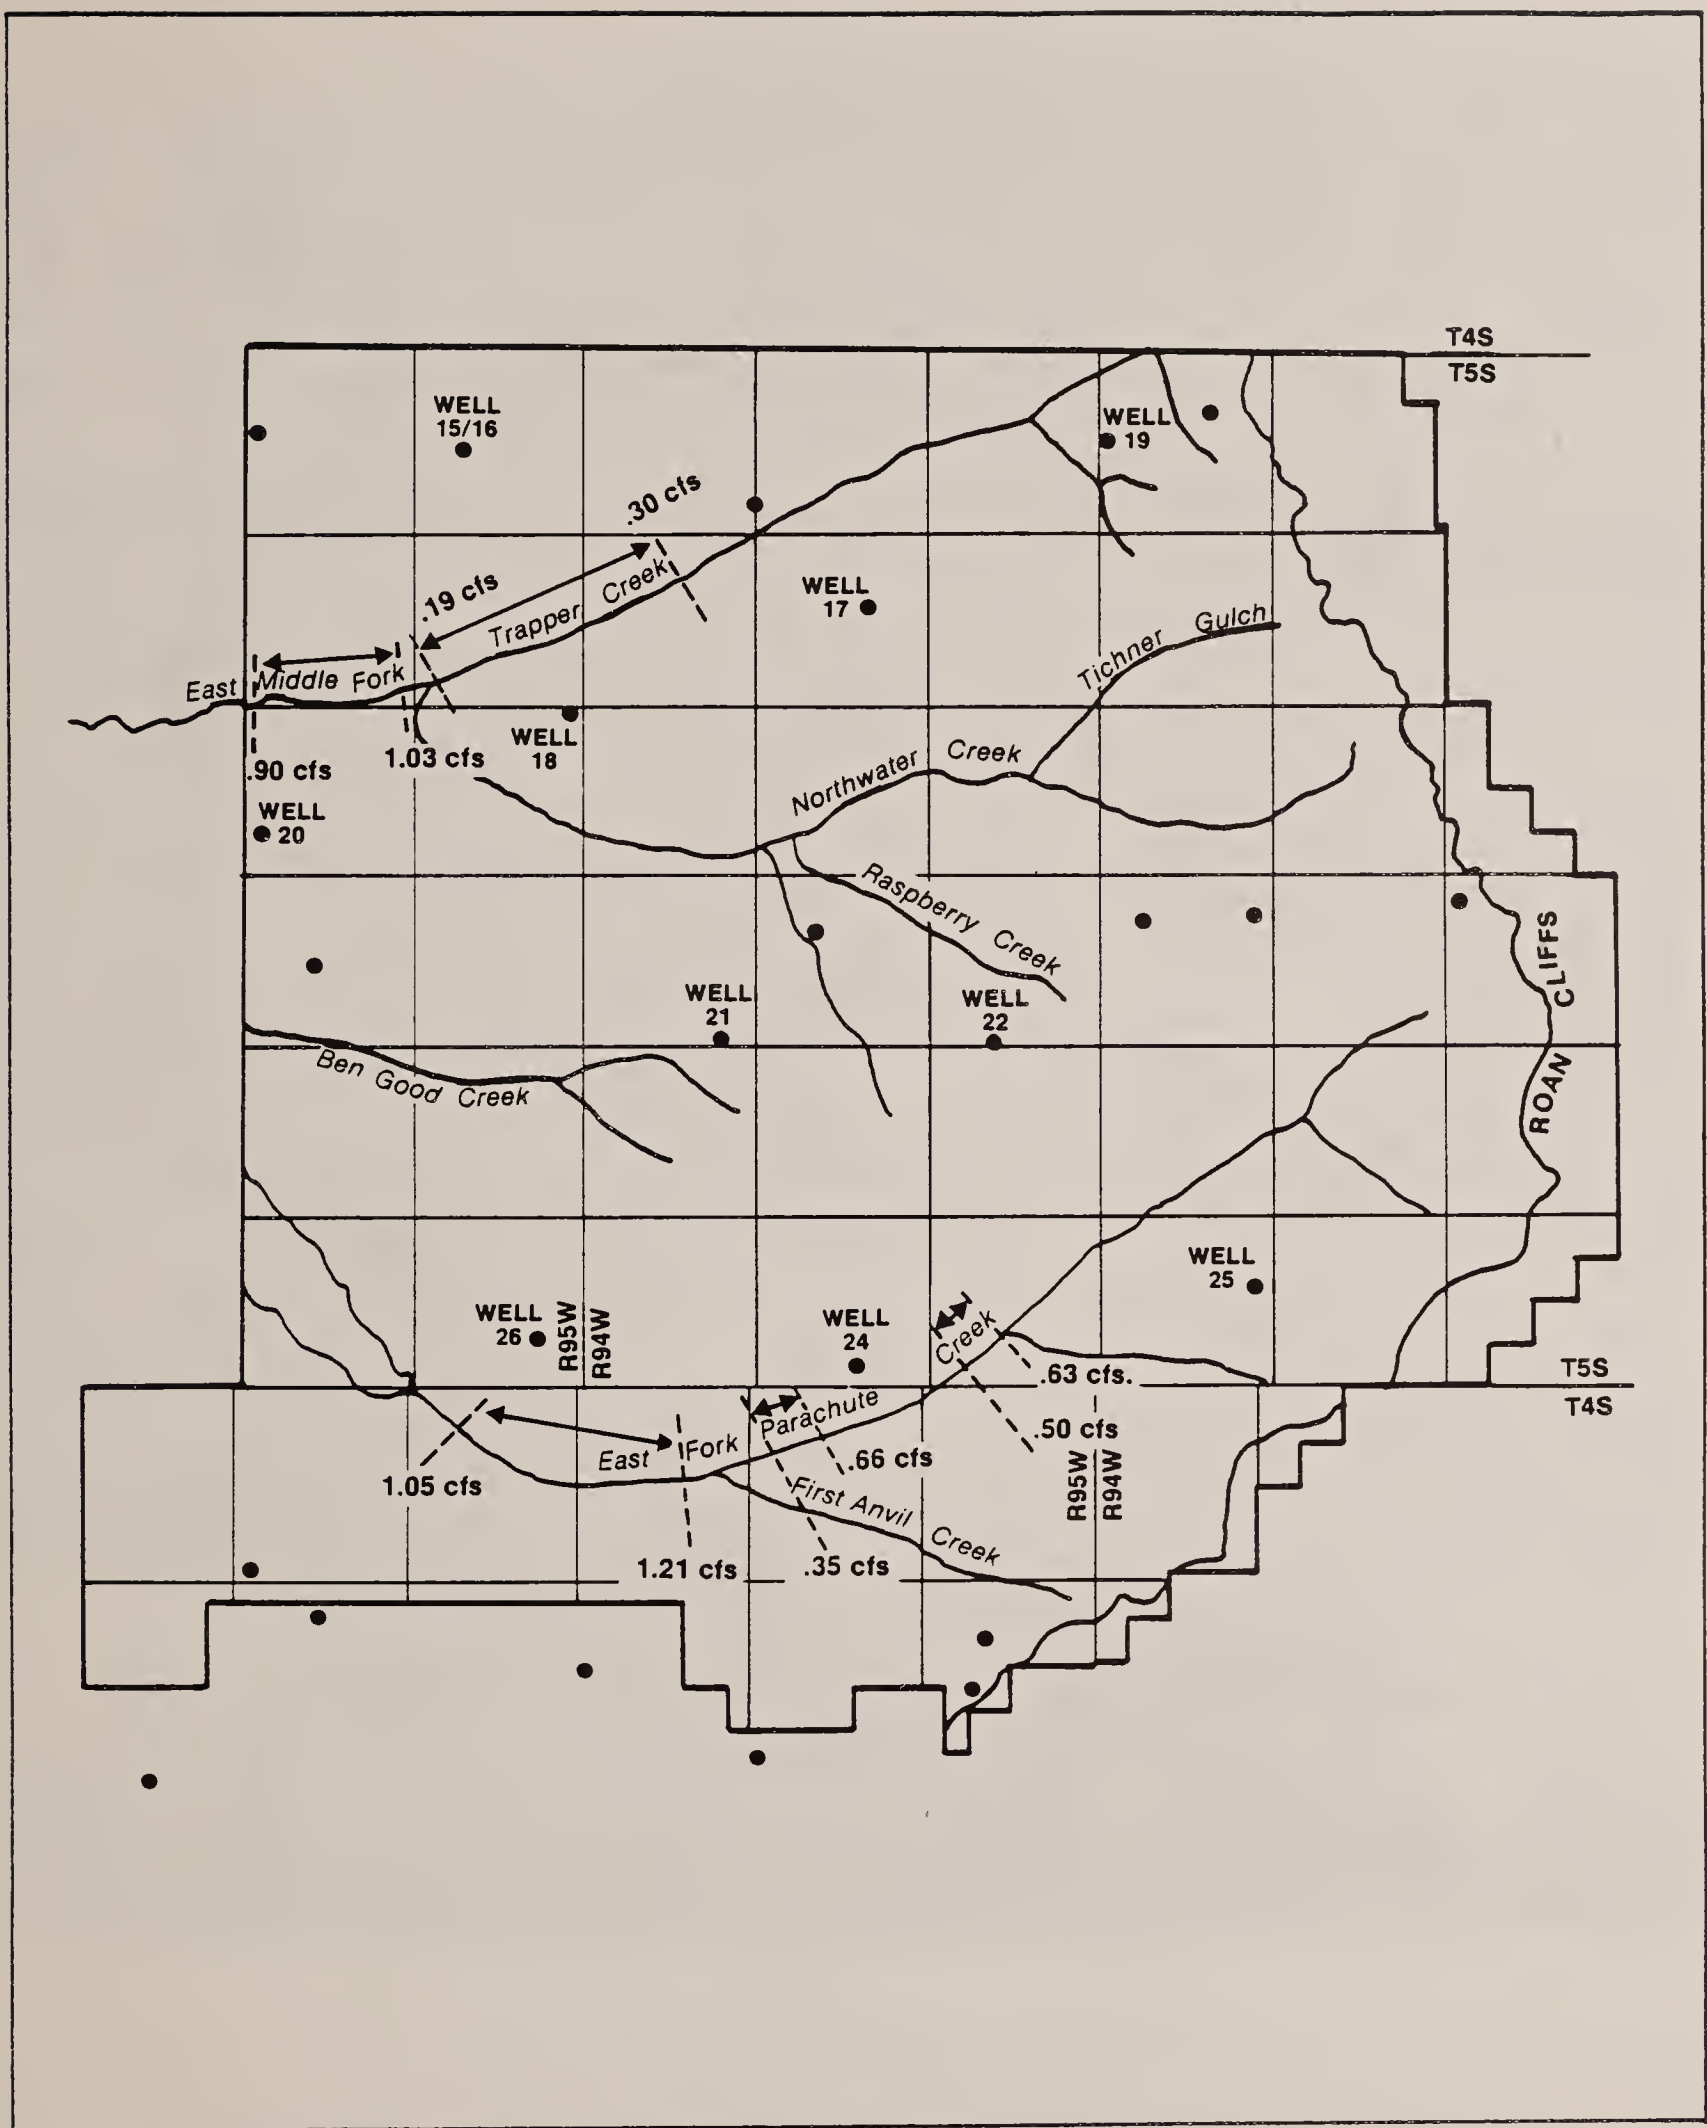 T4S
T5S
WELL
15/16
WELL
19
.30 cfs
.19 cfs
Trapper Creek
WELL
17
Tichner Gulch
East Middle Fork
WELL
18
1.03 cfs
.90 cfs
Northwater Creek
WELL
20
Raspberry Creek
CLIFFS
ROAN
WELL
21
WELL
22
Ben Good Creek
WELL
25
WELL
26
R95W
R94W
WELL
24
T5S
T4S
.63 cfs.
.50 cfs
East Fork Parachute Creek
.66 cfs
1.05 cfs
First Anvil Creek
R95W
R94W
1.21 cfs
.35 cfs